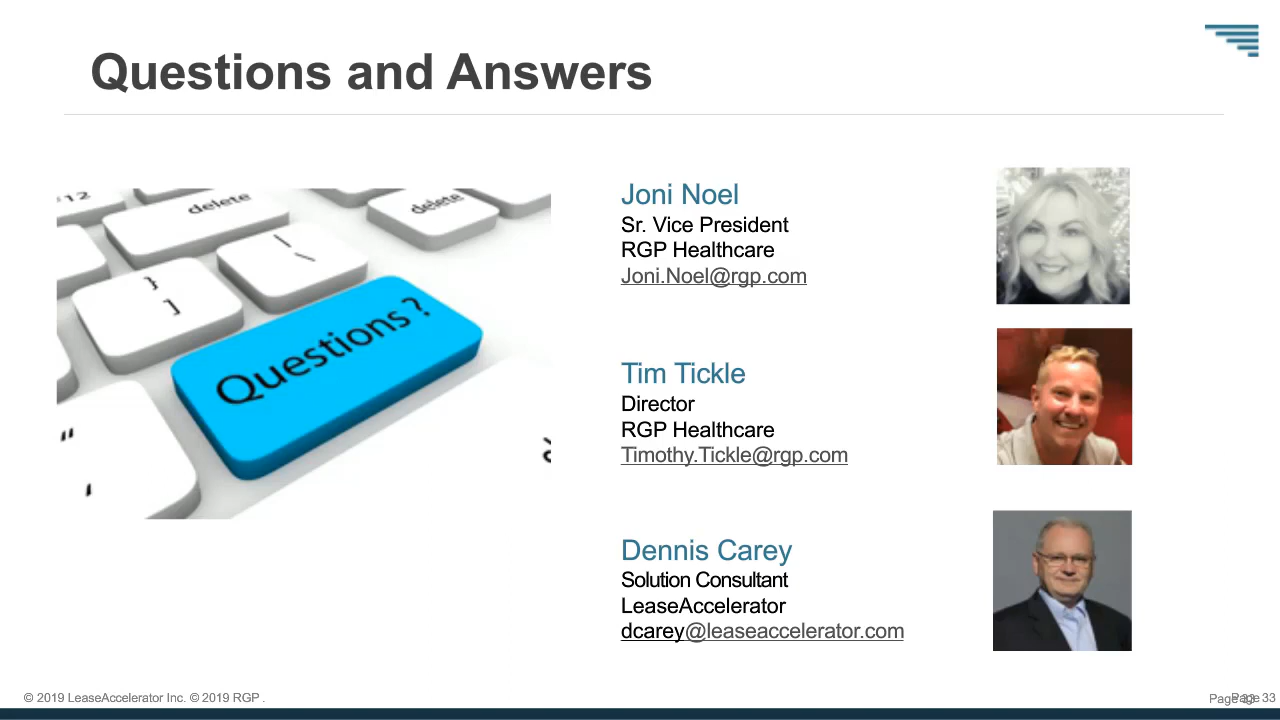 Questions and Answers
12
delete
delete
|
\
}
]
Questions?
"
'
Joni Noel
Sr. Vice President
RGP Healthcare
Joni.Noel@rgp.com
Tim Tickle
Director
RGP Healthcare
Timothy.Tickle@rgp.com
Dennis Carey
Solution Consultant
LeaseAccelerator
dcarey@leaseaccelerator.com
© 2019 LeaseAccelerator Inc. © 2019 RGP .
Page 33